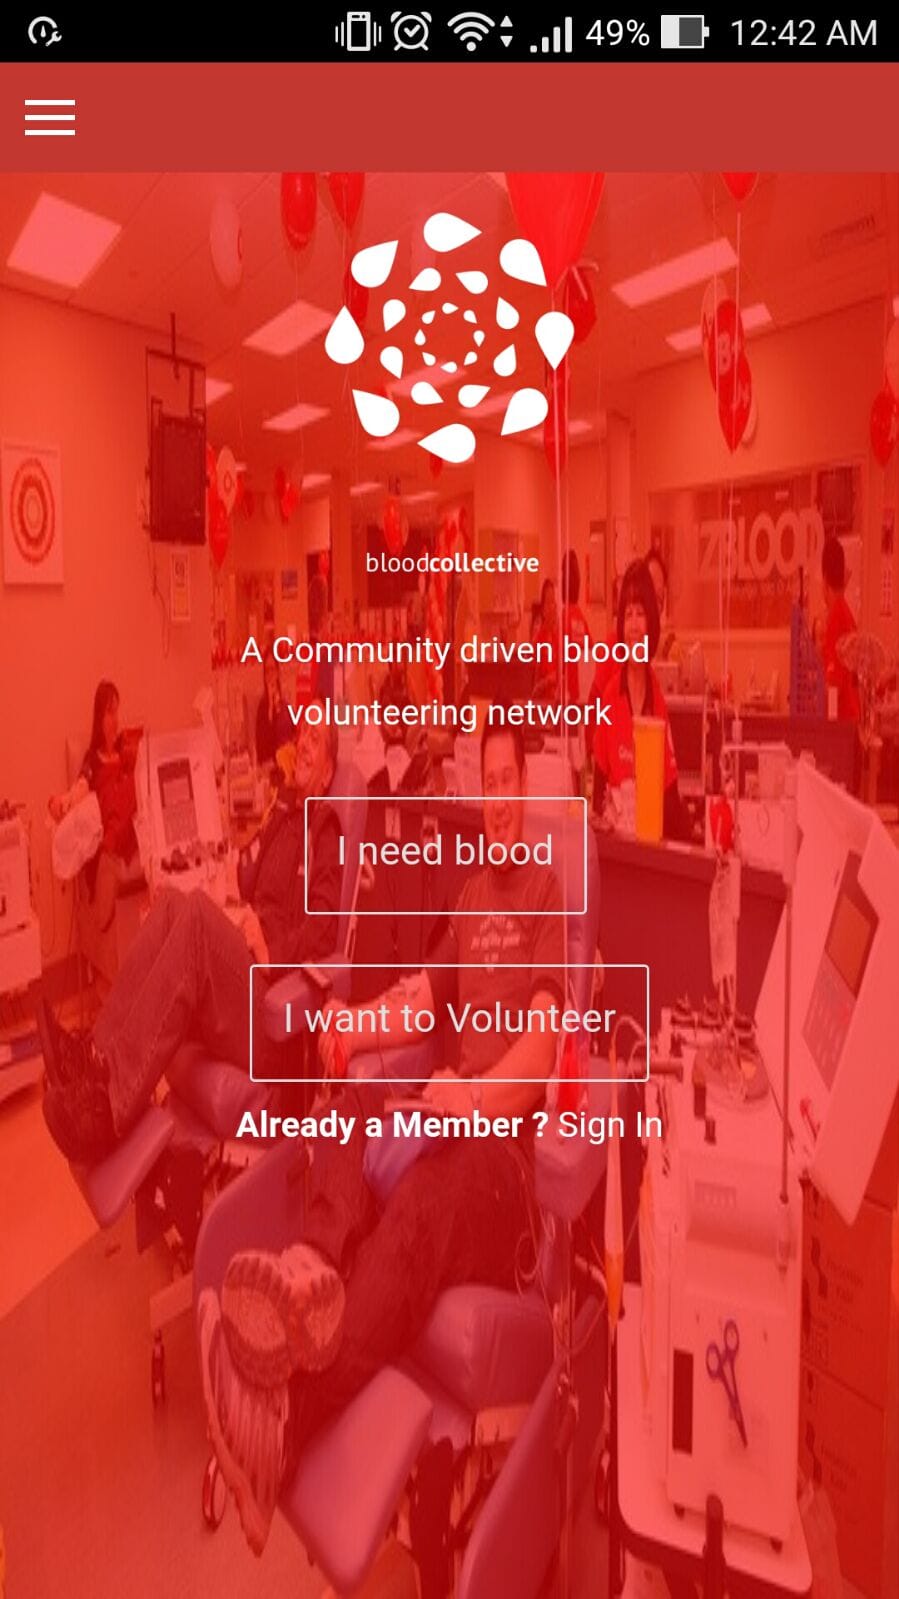 49% 12:42 AM
bloodcollective
A Community driven blood
volunteering network
I need blood
I want to Volunteer
Already a Member ? Sign In